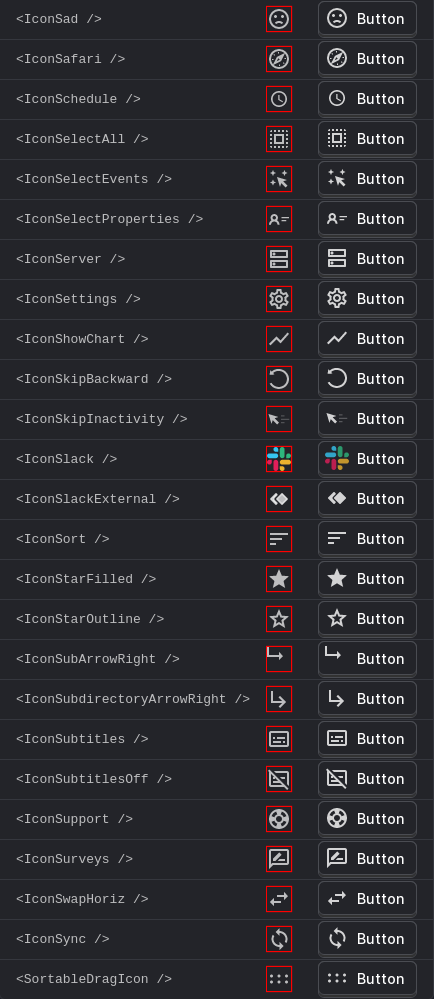 <IconSad /> Button
<IconSafari /> Button
<IconSchedule /> Button
<IconSelectAll /> Button
<IconSelectEvents /> Button
<IconSelectProperties /> Button
<IconServer /> Button
<IconSettings /> Button
<IconShowChart /> Button
<IconSkipBackward /> Button
<IconSkipInactivity /> Button
<IconSlack /> Button
<IconSlackExternal /> Button
<IconSort /> Button
<IconStarFilled /> Button
<IconStarOutline /> Button
<IconSubArrowRight /> Button
<IconSubdirectoryArrowRight /> Button
<IconSubtitles /> Button
<IconSubtitlesOff /> Button
<IconSupport /> Button
<IconSurveys /> Button
<IconSwapHoriz /> Button
<IconSync /> Button
<SortableDragIcon /> Button